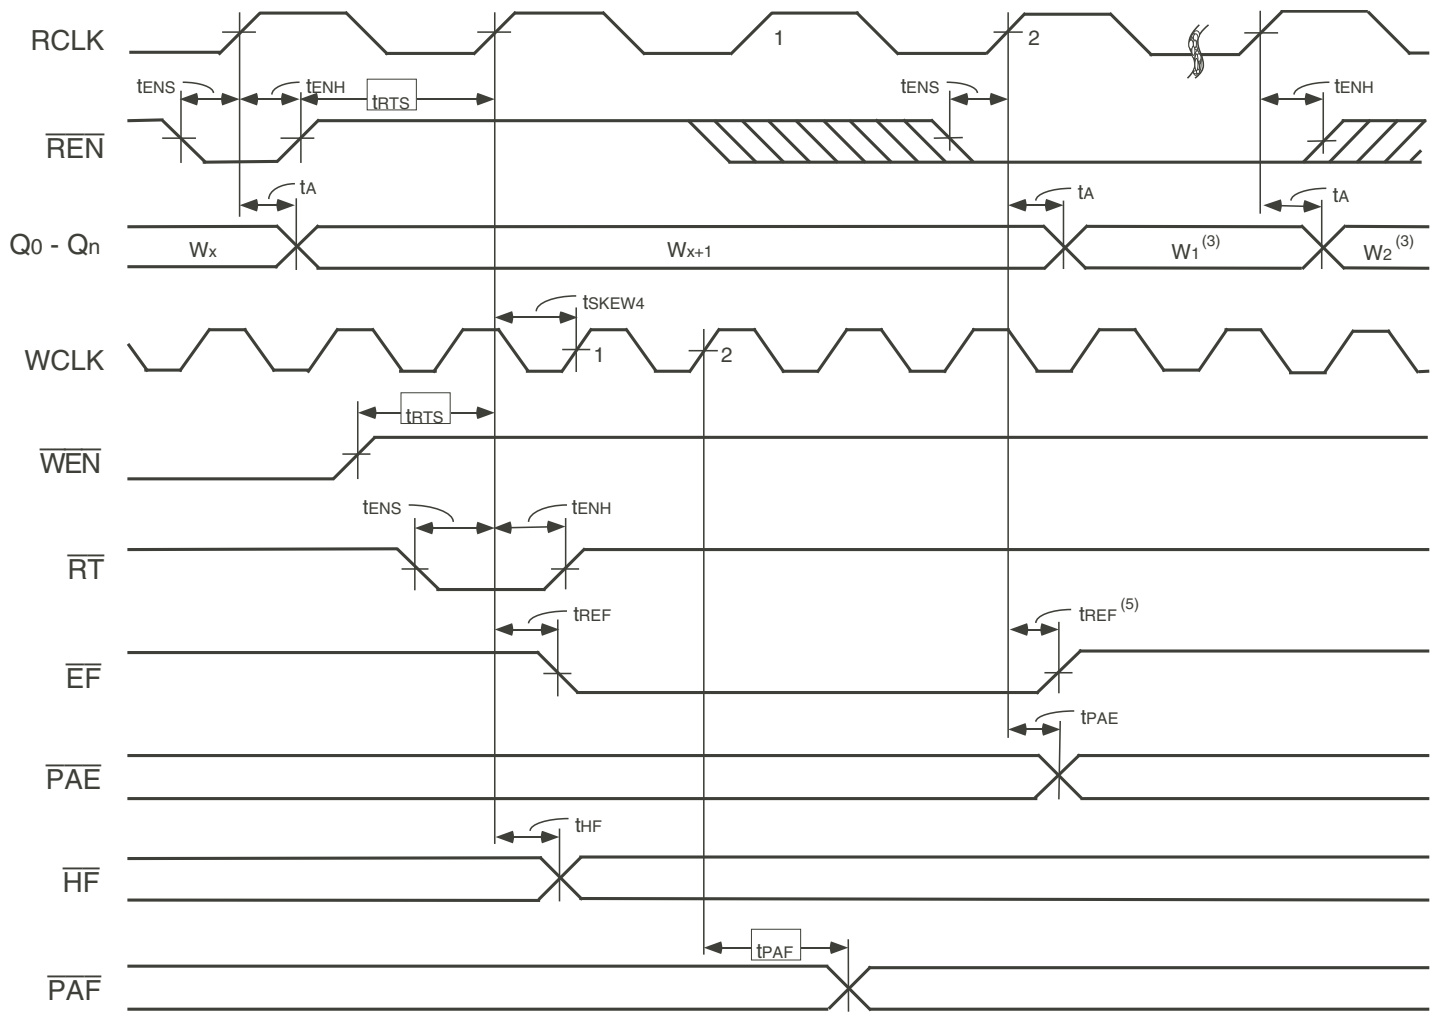 RCLK 1 2
tENS tENH tRTS tENS tENH
REN
tA tA tA
Q0 - Qn Wx Wx+1 W1(3) W2(3)
tSKEW4
WCLK 1 2
tRTS
WEN
tENS tENH
RT
tREF tREF(5)
EF
tPAE
PAE
tHF
HF
tPAF
PAF